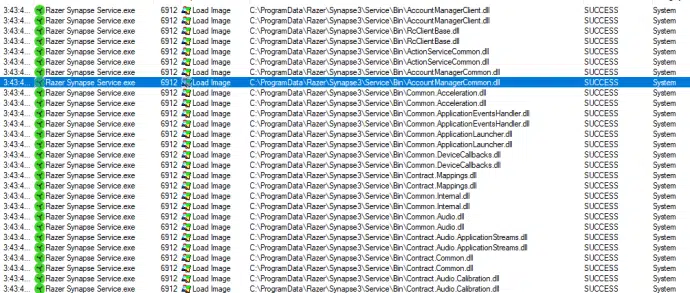 3:43:4... Razer Synapse Service.exe 6912 Load Image C:\ProgramData\Razer\Synapse3\Service\Bin\AccountManagerClient.dll SUCCESS System
3:43:4... Razer Synapse Service.exe 6912 Load Image C:\ProgramData\Razer\Synapse3\Service\Bin\RcClientBase.dll SUCCESS System
3:43:4... Razer Synapse Service.exe 6912 Load Image C:\ProgramData\Razer\Synapse3\Service\Bin\RcClientBase.dll SUCCESS System
3:43:4... Razer Synapse Service.exe 6912 Load Image C:\ProgramData\Razer\Synapse3\Service\Bin\ActionServiceCommon.dll SUCCESS System
3:43:4... Razer Synapse Service.exe 6912 Load Image C:\ProgramData\Razer\Synapse3\Service\Bin\ActionServiceCommon.dll SUCCESS System
3:43:4... Razer Synapse Service.exe 6912 Load Image C:\ProgramData\Razer\Synapse3\Service\Bin\AccountManagerCommon.dll SUCCESS System
3:43:4... Razer Synapse Service.exe 6912 Load Image C:\ProgramData\Razer\Synapse3\Service\Bin\AccountManagerCommon.dll SUCCESS System
3:43:4... Razer Synapse Service.exe 6912 Load Image C:\ProgramData\Razer\Synapse3\Service\Bin\Common.Acceleration.dll SUCCESS System
3:43:4... Razer Synapse Service.exe 6912 Load Image C:\ProgramData\Razer\Synapse3\Service\Bin\Common.Acceleration.dll SUCCESS System
3:43:4... Razer Synapse Service.exe 6912 Load Image C:\ProgramData\Razer\Synapse3\Service\Bin\Common.ApplicationEventsHandler.dll SUCCESS System
3:43:4... Razer Synapse Service.exe 6912 Load Image C:\ProgramData\Razer\Synapse3\Service\Bin\Common.ApplicationEventsHandler.dll SUCCESS System
3:43:4... Razer Synapse Service.exe 6912 Load Image C:\ProgramData\Razer\Synapse3\Service\Bin\Common.ApplicationLauncher.dll SUCCESS System
3:43:4... Razer Synapse Service.exe 6912 Load Image C:\ProgramData\Razer\Synapse3\Service\Bin\Common.ApplicationLauncher.dll SUCCESS System
3:43:4... Razer Synapse Service.exe 6912 Load Image C:\ProgramData\Razer\Synapse3\Service\Bin\Common.DeviceCallbacks.dll SUCCESS System
3:43:4... Razer Synapse Service.exe 6912 Load Image C:\ProgramData\Razer\Synapse3\Service\Bin\Common.DeviceCallbacks.dll SUCCESS System
3:43:4... Razer Synapse Service.exe 6912 Load Image C:\ProgramData\Razer\Synapse3\Service\Bin\Contract.Mappings.dll SUCCESS System
3:43:4... Razer Synapse Service.exe 6912 Load Image C:\ProgramData\Razer\Synapse3\Service\Bin\Contract.Mappings.dll SUCCESS System
3:43:4... Razer Synapse Service.exe 6912 Load Image C:\ProgramData\Razer\Synapse3\Service\Bin\Common.Internal.dll SUCCESS System
3:43:4... Razer Synapse Service.exe 6912 Load Image C:\ProgramData\Razer\Synapse3\Service\Bin\Common.Internal.dll SUCCESS System
3:43:4... Razer Synapse Service.exe 6912 Load Image C:\ProgramData\Razer\Synapse3\Service\Bin\Common.Audio.dll SUCCESS System
3:43:4... Razer Synapse Service.exe 6912 Load Image C:\ProgramData\Razer\Synapse3\Service\Bin\Common.Audio.dll SUCCESS System
3:43:4... Razer Synapse Service.exe 6912 Load Image C:\ProgramData\Razer\Synapse3\Service\Bin\Contract.Audio.ApplicationStreams.dll SUCCESS System
3:43:4... Razer Synapse Service.exe 6912 Load Image C:\ProgramData\Razer\Synapse3\Service\Bin\Contract.Audio.ApplicationStreams.dll SUCCESS System
3:43:4... Razer Synapse Service.exe 6912 Load Image C:\ProgramData\Razer\Synapse3\Service\Bin\Contract.Common.dll SUCCESS System
3:43:4... Razer Synapse Service.exe 6912 Load Image C:\ProgramData\Razer\Synapse3\Service\Bin\Contract.Common.dll SUCCESS System
3:43:4... Razer Synapse Service.exe 6912 Load Image C:\ProgramData\Razer\Synapse3\Service\Bin\Contract.Audio.Calibration.dll SUCCESS System
3:43:4... Razer Synapse Service.exe 6912 Load Image C:\ProgramData\Razer\Synapse3\Service\Bin\Contract.Audio.Calibration.dll SUCCESS System